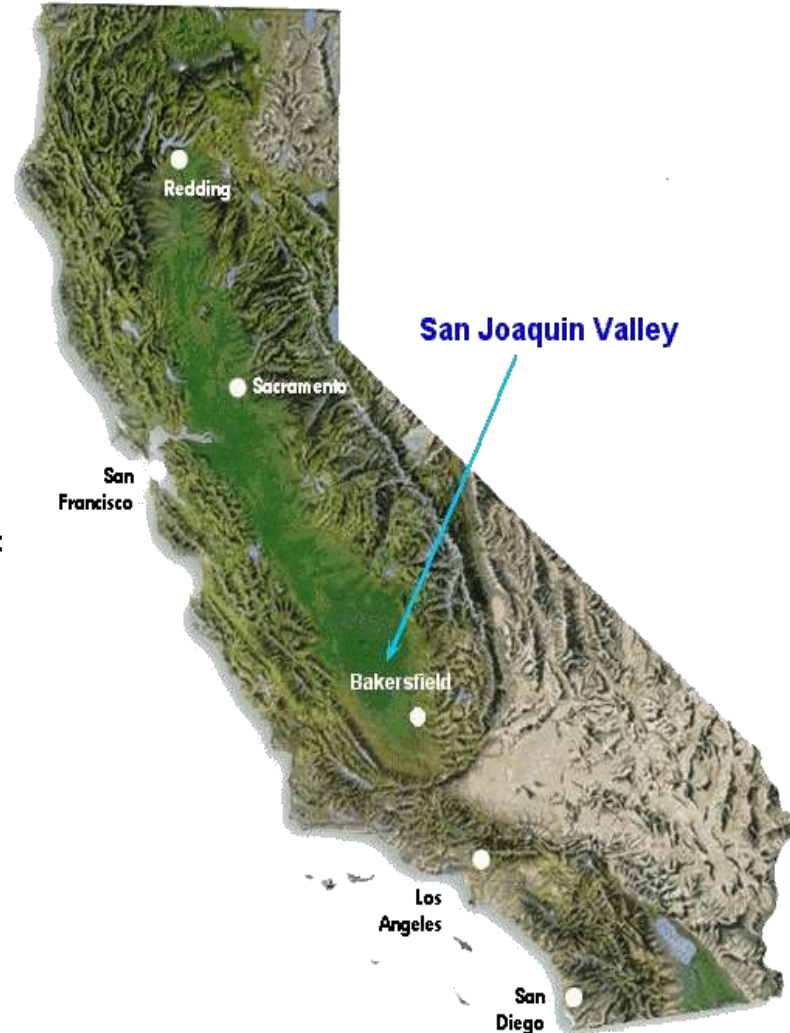 Redding
San Joaquin Valley
Sacramento
San
Francisco
:
Bakersfield
Los
Angeles
San
Diego